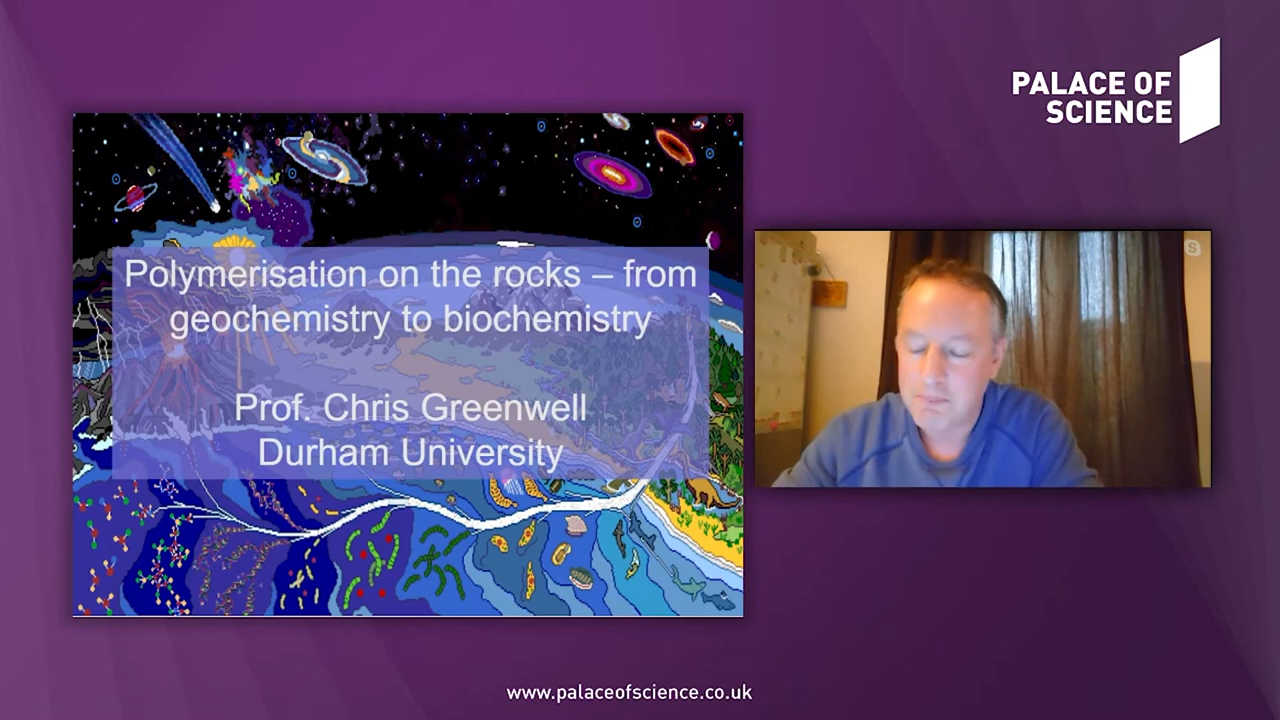 PALACE OF
SCIENCE
Polymerisation on the rocks – from
geochemistry to biochemistry
Prof. Chris Greenwell
Durham University
S
www.palaceofscience.co.uk